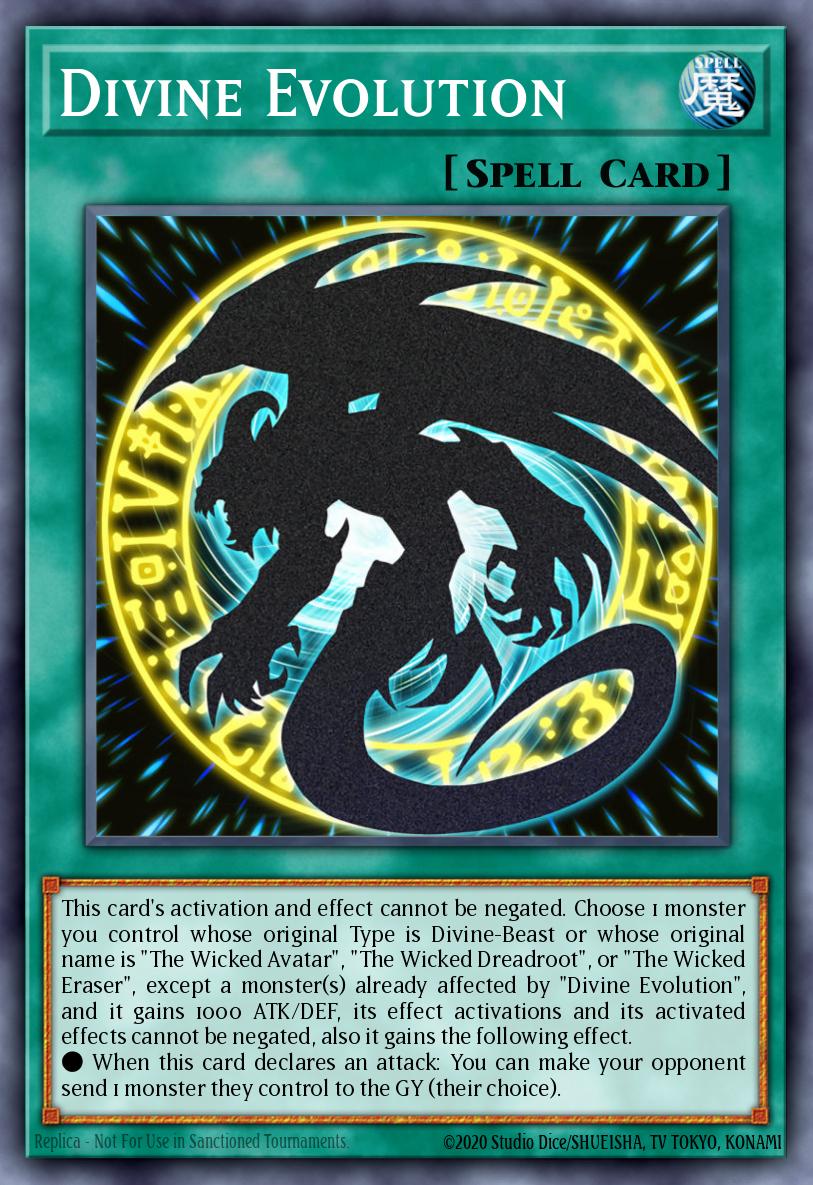 Divine Evolution
SPELL
魔
[ Spell Card ]
This card's activation and effect cannot be negated. Choose 1 monster
you control whose original Type is Divine-Beast or whose original
name is "The Wicked Avatar", "The Wicked Dreadroot", or "The Wicked
Eraser", except a monster(s) already affected by "Divine Evolution",
and it gains 1000 ATK/DEF, its effect activations and its activated
effects cannot be negated, also it gains the following effect.
● When this card declares an attack: You can make your opponent
send 1 monster they control to the GY (their choice).
Replica - Not For Use in Sanctioned Tournaments.
©2020 Studio Dice/SHUEISHA, TV TOKYO, KONAMI